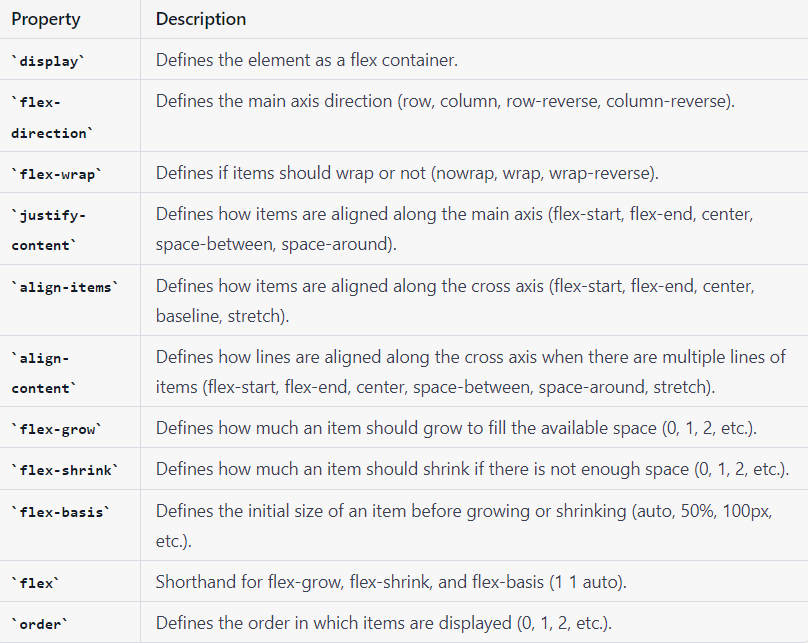 Property Description
`display` Defines the element as a flex container.
`flex- Defines the main axis direction (row, column, row-reverse, column-reverse).
direction`
`flex-wrap` Defines if items should wrap or not (nowrap, wrap, wrap-reverse).
`justify- Defines how items are aligned along the main axis (flex-start, flex-end, center,
content` space-between, space-around).
`align-items` Defines how items are aligned along the cross axis (flex-start, flex-end, center,
baseline, stretch).
`align- Defines how lines are aligned along the cross axis when there are multiple lines of
content` items (flex-start, flex-end, center, space-between, space-around, stretch).
`flex-grow` Defines how much an item should grow to fill the available space (0, 1, 2, etc.).
`flex-shrink` Defines how much an item should shrink if there is not enough space (0, 1, 2, etc.).
`flex-basis` Defines the initial size of an item before growing or shrinking (auto, 50%, 100px,
etc.).
`flex` Shorthand for flex-grow, flex-shrink, and flex-basis (1 1 auto).
`order` Defines the order in which items are displayed (0, 1, 2, etc.).